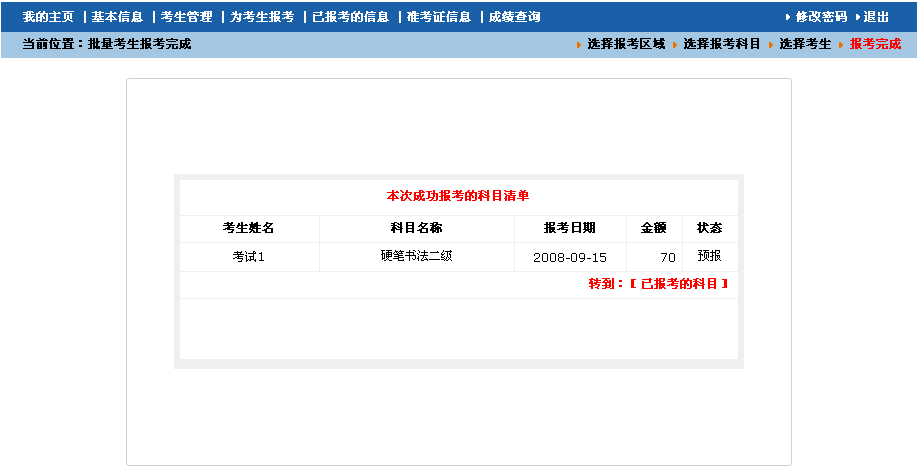 我的主页 | 基本信息 | 考生管理 | 为考生报考 | 已报考的信息 | 准考证信息 | 成绩查询 修改密码 退出
当前位置：批量考生报考完成 选择报考区域 选择报考科目 选择考生 报考完成
本次成功报考的科目清单
考生姓名 科目名称 报考日期 金额 状态
考试1 硬笔书法二级 2008-09-15 70 预报
转到：【 已报考的科目 】